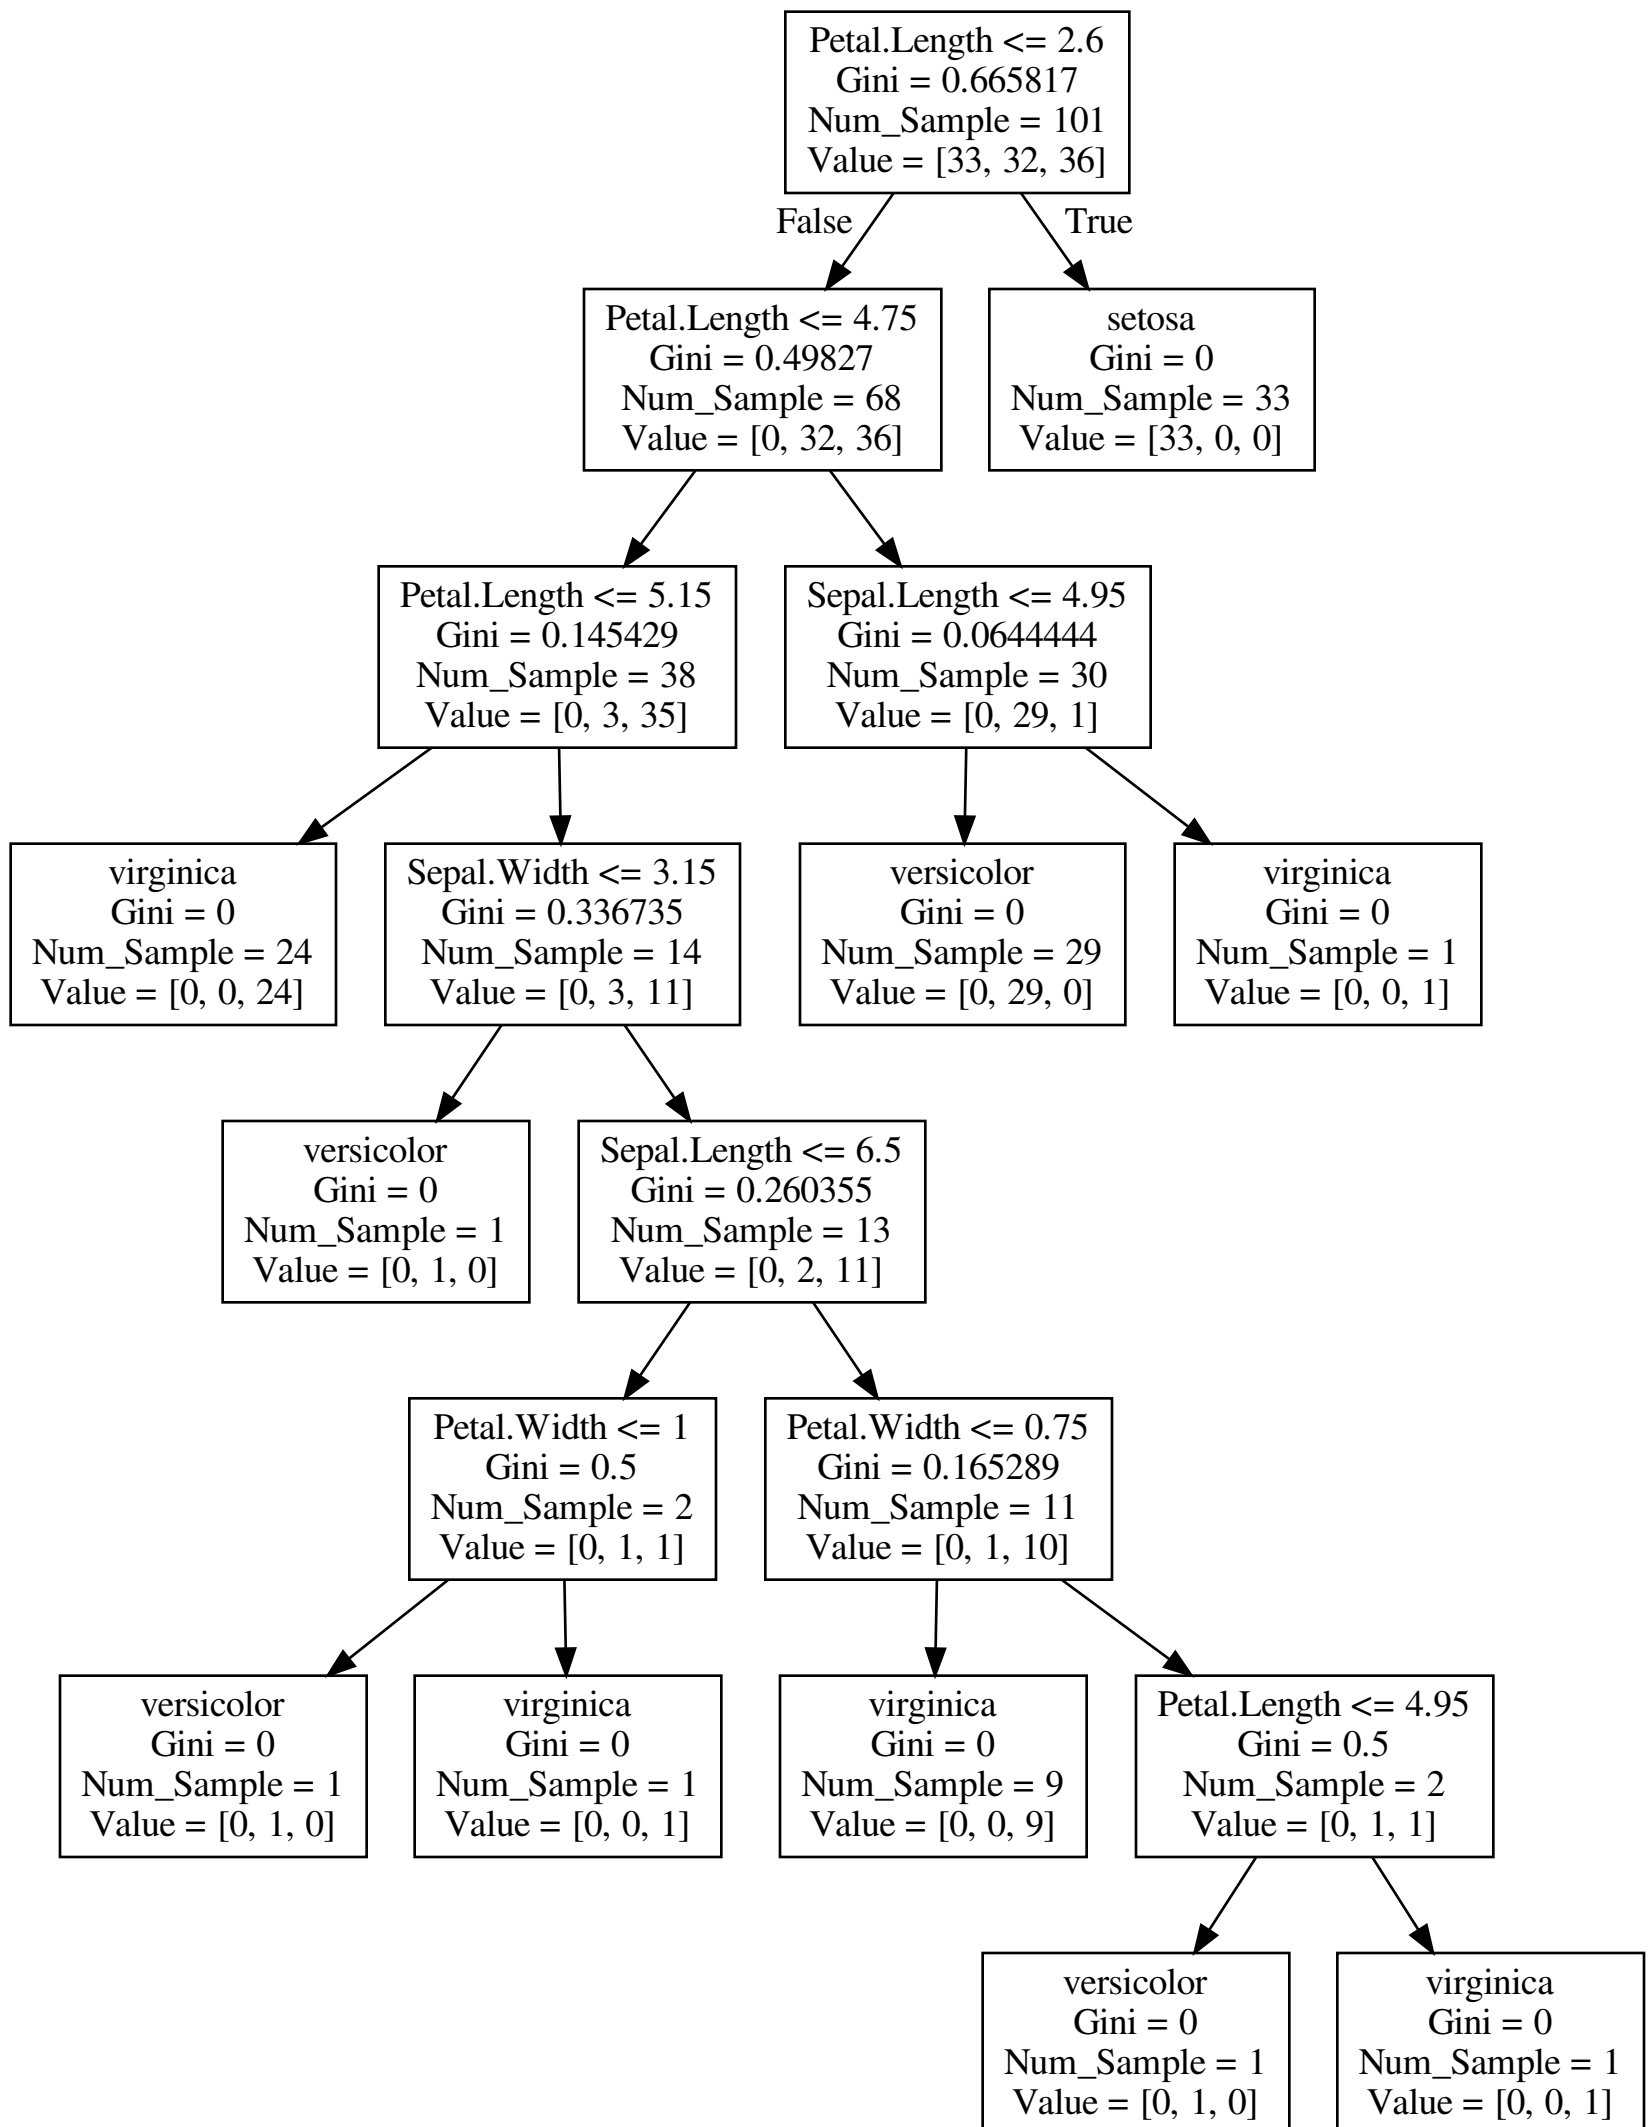 Petal.Length <= 2.6
Gini = 0.665817
Num_Sample = 101
Value = [33, 32, 36]
False
True
Petal.Length <= 4.75
Gini = 0.49827
Num_Sample = 68
Value = [0, 32, 36]
setosa
Gini = 0
Num_Sample = 33
Value = [33, 0, 0]
Petal.Length <= 5.15
Gini = 0.145429
Num_Sample = 38
Value = [0, 3, 35]
Sepal.Length <= 4.95
Gini = 0.0644444
Num_Sample = 30
Value = [0, 29, 1]
virginica
Gini = 0
Num_Sample = 24
Value = [0, 0, 24]
Sepal.Width <= 3.15
Gini = 0.336735
Num_Sample = 14
Value = [0, 3, 11]
versicolor
Gini = 0
Num_Sample = 29
Value = [0, 29, 0]
virginica
Gini = 0
Num_Sample = 1
Value = [0, 0, 1]
versicolor
Gini = 0
Num_Sample = 1
Value = [0, 1, 0]
Sepal.Length <= 6.5
Gini = 0.260355
Num_Sample = 13
Value = [0, 2, 11]
Petal.Width <= 1
Gini = 0.5
Num_Sample = 2
Value = [0, 1, 1]
Petal.Width <= 0.75
Gini = 0.165289
Num_Sample = 11
Value = [0, 1, 10]
versicolor
Gini = 0
Num_Sample = 1
Value = [0, 1, 0]
virginica
Gini = 0
Num_Sample = 1
Value = [0, 0, 1]
virginica
Gini = 0
Num_Sample = 9
Value = [0, 0, 9]
Petal.Length <= 4.95
Gini = 0.5
Num_Sample = 2
Value = [0, 1, 1]
versicolor
Gini = 0
Num_Sample = 1
Value = [0, 1, 0]
virginica
Gini = 0
Num_Sample = 1
Value = [0, 0, 1]